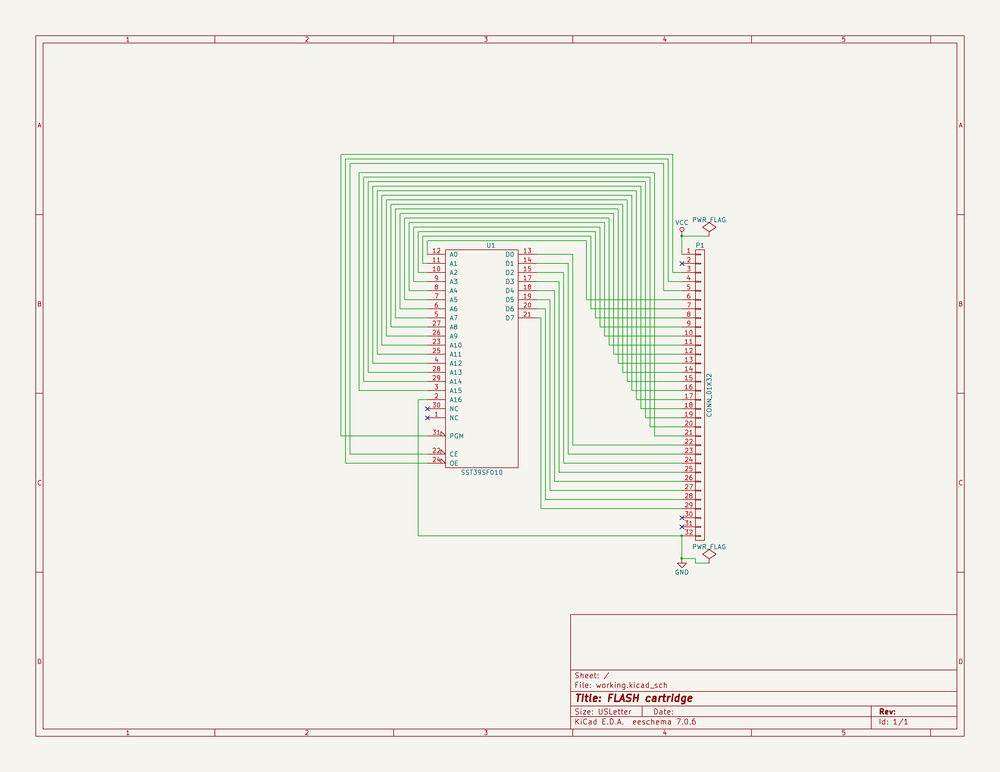 1 2 3 4 5
A A
B B
C C
D D
VCC
PWR_FLAG
U1
P1
12 A0 D0 13
11 A1 D1 14
10 A2 D2 15
9 A3 D3 17
8 A4 D4 18
7 A5 D5 19
6 A6 D6 20
5 A7 D7 21
27 A8
26 A9
23 A10
25 A11
4 A12
28 A13
29 A14
3 A15
2 A16
30 NC
1 NC
31 PGM
22 CE
24 OE
SST39SF010
1
2
3
4
5
6
7
8
9
10
11
12
13
14
15
16
17
18
19
20
21
22
23
24
25
26
27
28
29
30
31
32
CONN_01X32
PWR_FLAG
GND
Sheet: /
File: working.kicad_sch
Title: FLASH cartridge
Size: USLetter Date: Rev:
KiCad E.D.A. eeschema 7.0.6 Id: 1/1
1 2 3 4 5